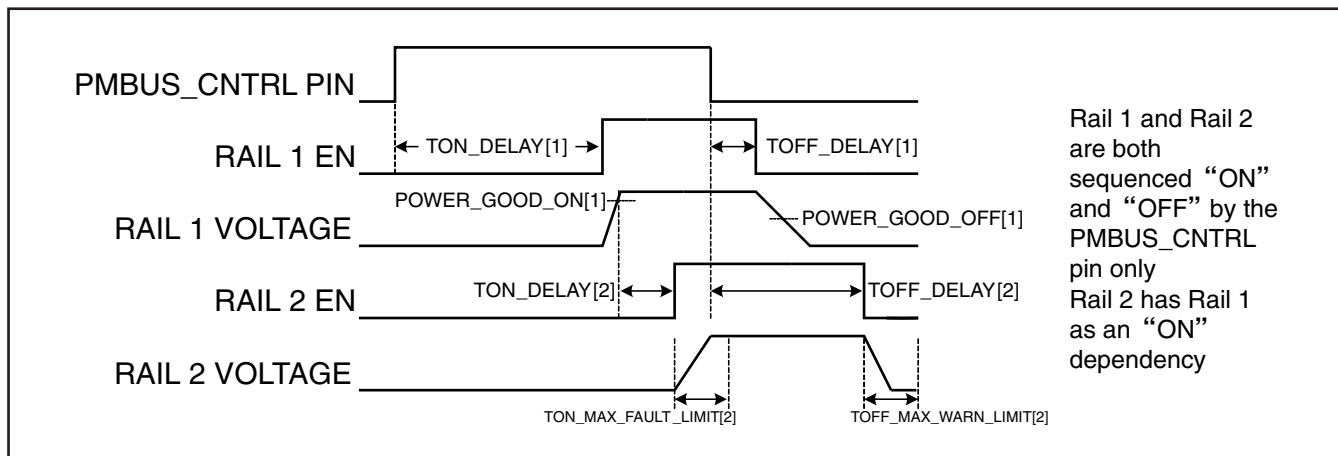 PMBUS_CNTRL PIN
RAIL 1 EN
TON_DELAY[1]
TOFF_DELAY[1]
POWER_GOOD_ON[1]
RAIL 1 VOLTAGE
POWER_GOOD_OFF[1]
RAIL 2 EN
TON_DELAY[2]
TOFF_DELAY[2]
RAIL 2 VOLTAGE
TON_MAX_FAULT_LIMIT[2]
TOFF_MAX_WARN_LIMIT[2]
Rail 1 and Rail 2
are both
sequenced “ON”
and “OFF” by the
PMBUS_CNTRL
pin only
Rail 2 has Rail 1
as an “ON”
dependency